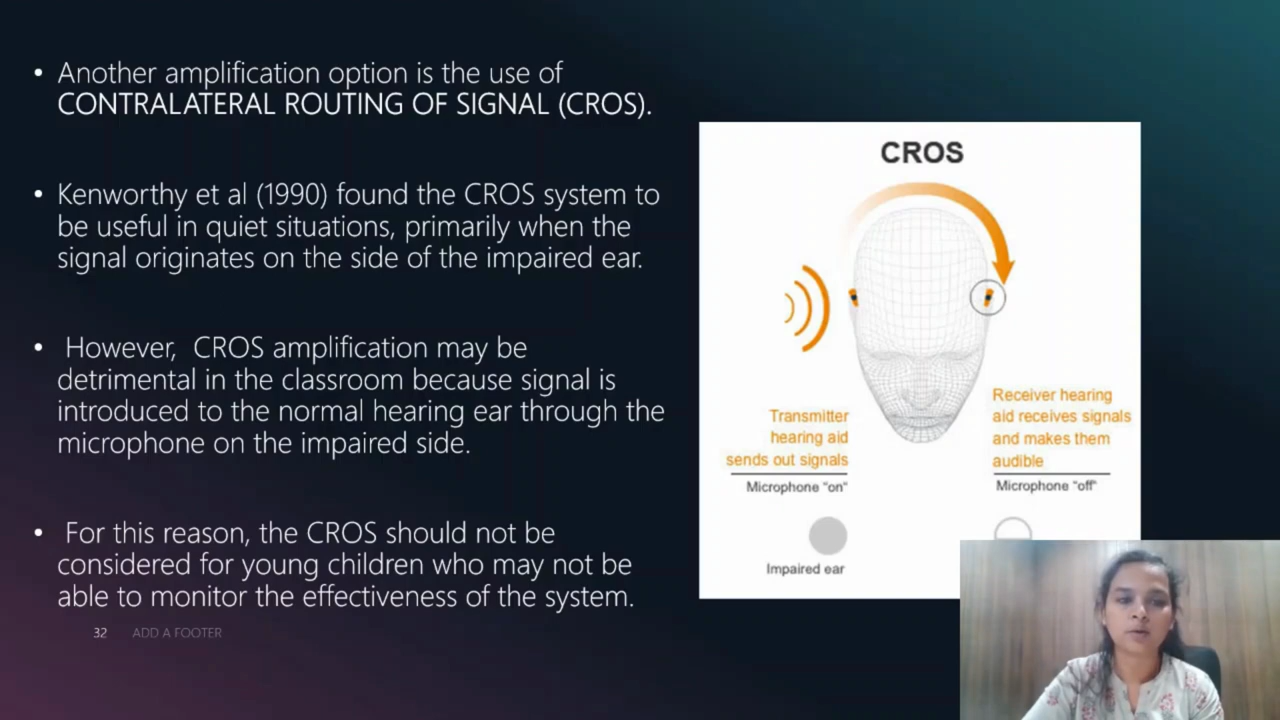 • Another amplification option is the use of
CONTRALATERAL ROUTING OF SIGNAL (CROS).
• Kenworthy et al (1990) found the CROS system to
be useful in quiet situations, primarily when the
signal originates on the side of the impaired ear.
• However, CROS amplification may be
detrimental in the classroom because signal is
introduced to the normal hearing ear through the
microphone on the impaired side.
• For this reason, the CROS should not be
considered for young children who may not be
able to monitor the effectiveness of the system.
32 ADD A FOOTER
CROS
Transmitter
hearing aid
sends out signals
Microphone "on"
Impaired ear
Receiver hearing
aid receives signals
and makes them
audible
Microphone "off"